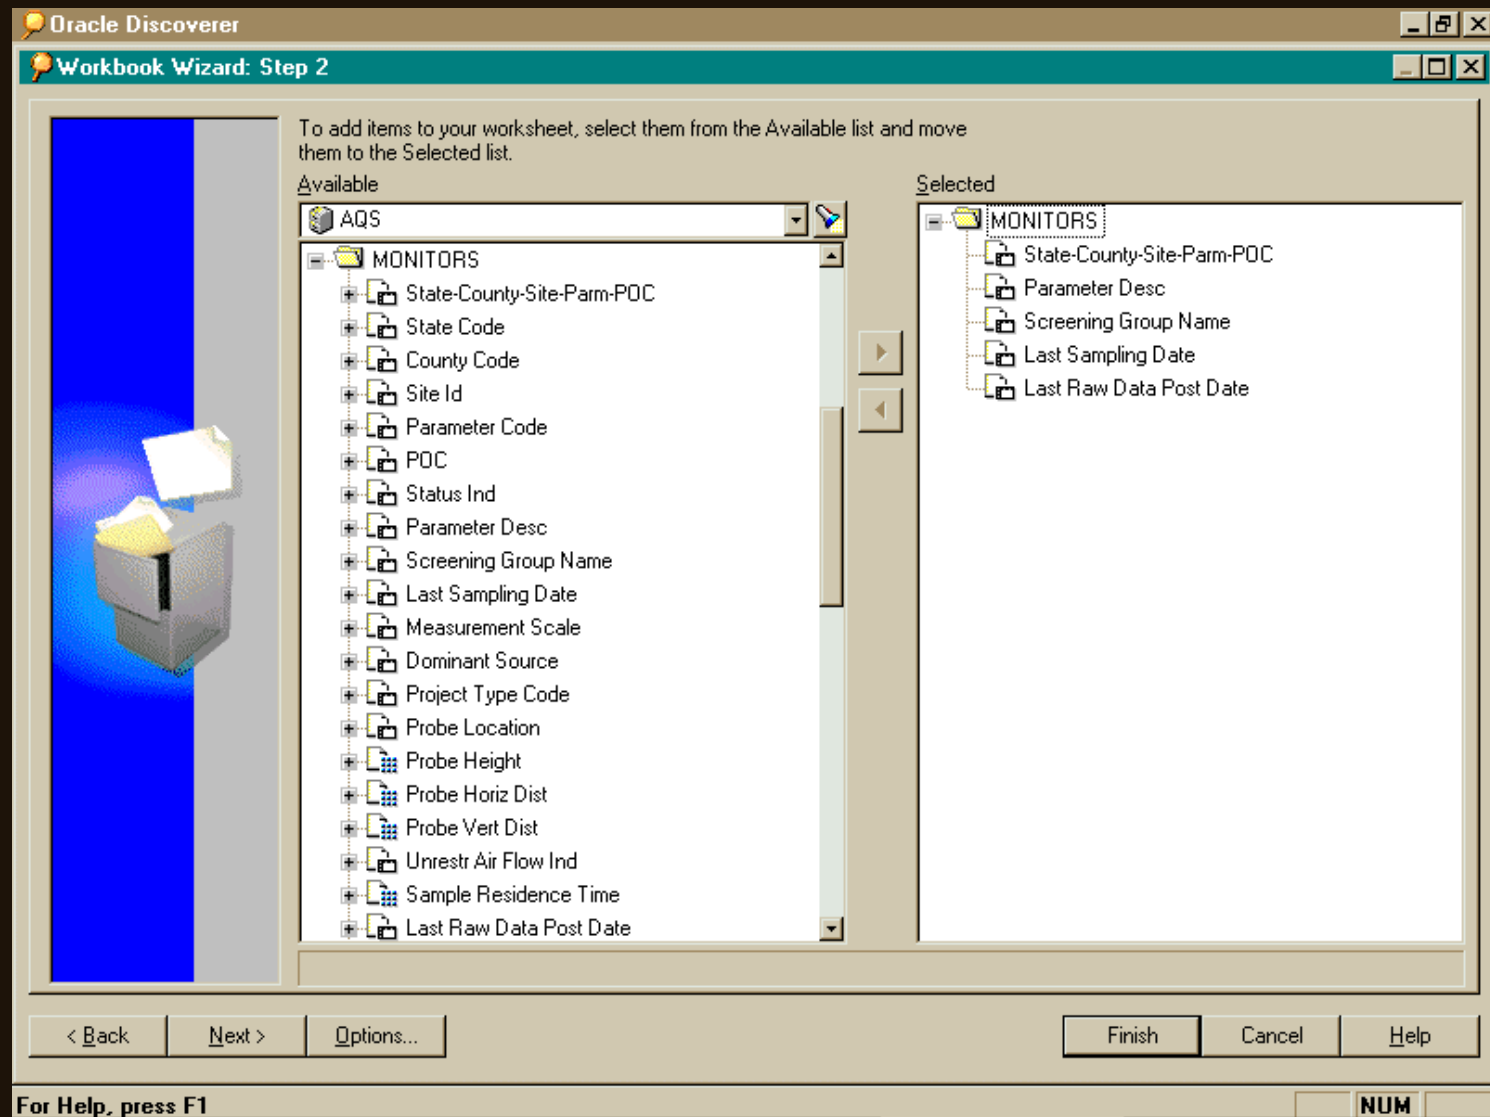 Oracle Discoverer
Workbook Wizard: Step 2
To add items to your worksheet, select them from the Available list and move
them to the Selected list.
Available
AQS
MONITORS
State-County-Site-Parm-POC
State Code
County Code
Site Id
Parameter Code
POC
Status Ind
Parameter Desc
Screening Group Name
Last Sampling Date
Measurement Scale
Dominant Source
Project Type Code
Probe Location
Probe Height
Probe Horiz Dist
Probe Vert Dist
Unrestr Air Flow Ind
Sample Residence Time
Last Raw Data Post Date
Selected
MONITORS
State-County-Site-Parm-POC
Parameter Desc
Screening Group Name
Last Sampling Date
Last Raw Data Post Date
< Back
Next >
Options...
Finish
Cancel
Help
For Help, press F1
NUM